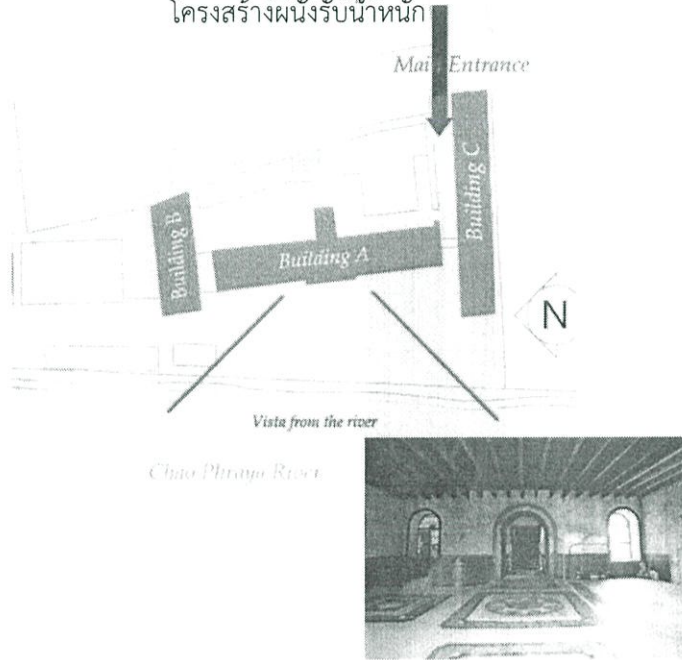 โครงสร้างผนังรับน้ำหนัก
Main Entrance
Building C
Building B
Building A
N
Vista from the river
Chao Phraya River